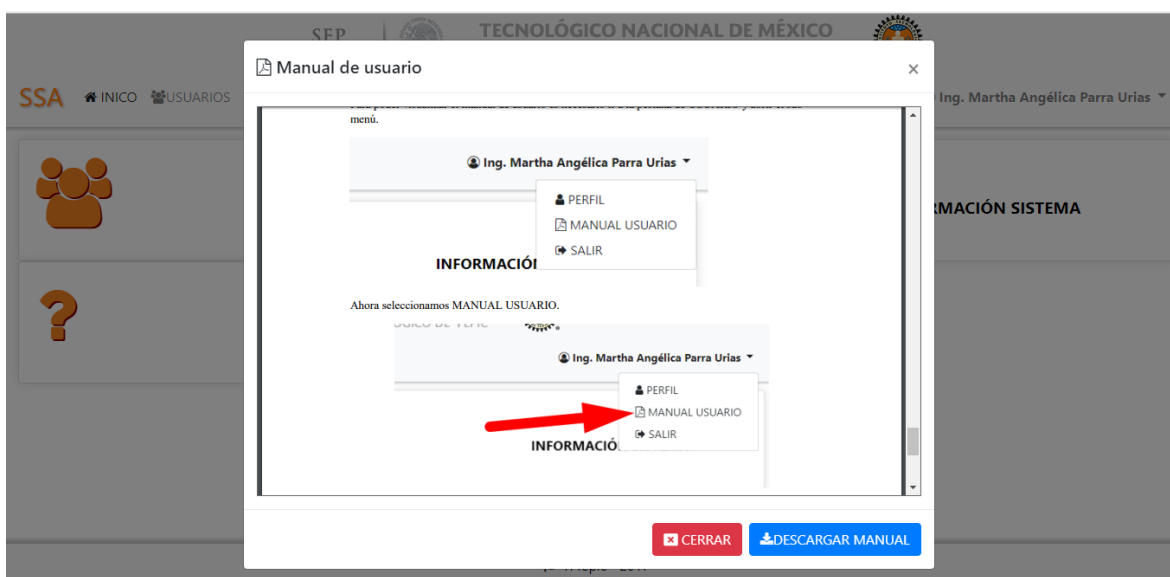 SEP
TECNOLÓGICO NACIONAL DE MÉXICO
SSA
INICO
USUARIOS
Ing. Martha Angélica Parra Urias
Manual de usuario
×
menú.
Ing. Martha Angélica Parra Urias
PERFIL
MANUAL USUARIO
SALIR
INFORMACIÓ
RMACIÓN SISTEMA
Ahora seleccionamos MANUAL USUARIO.
Ing. Martha Angélica Parra Urias
PERFIL
MANUAL USUARIO
SALIR
INFORMACIÓ
CERRAR
DESCARGAR MANUAL